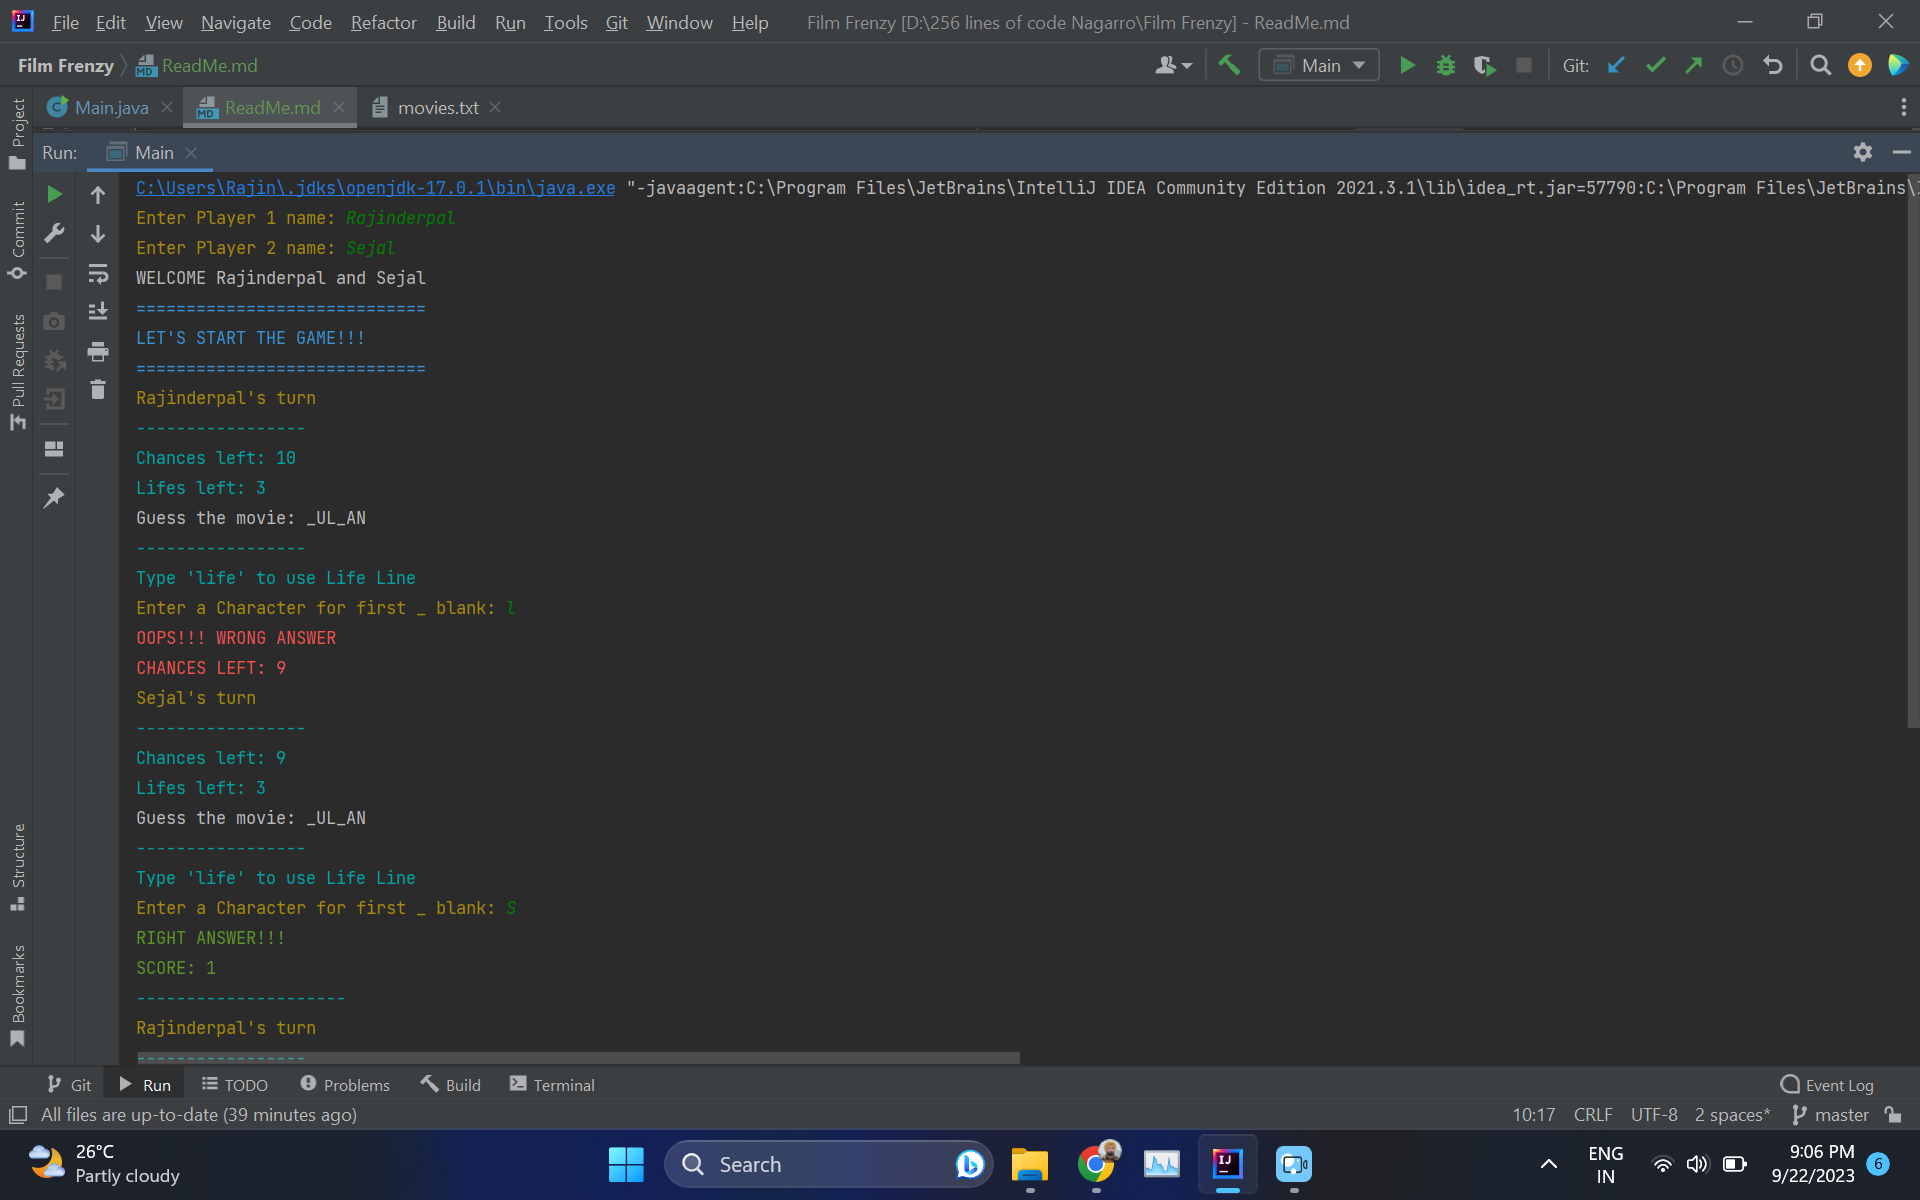 File Edit View Navigate Code Refactor Build Run Tools Git Window Help Film Frenzy [D:\256 lines of code Nagarro\Film Frenzy] - ReadMe.md
Film Frenzy ReadMe.md Main Git:
Main.java ReadMe.md movies.txt
Run: Main
Project
Commit
Pull Requests
Structure
Bookmarks
C:\Users\Rajin\.jdks\openjdk-17.0.1\bin\java.exe "-javaagent:C:\Program Files\JetBrains\IntelliJ IDEA Community Edition 2021.3.1\lib\idea_rt.jar=57790:C:\Program Files\JetBrains\
Enter Player 1 name: Rajinderpal
Enter Player 2 name: Sejal
WELCOME Rajinderpal and Sejal
=============================
LET'S START THE GAME!!!
=============================
Rajinderpal's turn
-----------------
Chances left: 10
Lifes left: 3
Guess the movie: _UL_AN
-----------------
Type 'life' to use Life Line
Enter a Character for first _ blank: l
OOPS!!! WRONG ANSWER
CHANCES LEFT: 9
Sejal's turn
-----------------
Chances left: 9
Lifes left: 3
Guess the movie: _UL_AN
-----------------
Type 'life' to use Life Line
Enter a Character for first _ blank: S
RIGHT ANSWER!!!
SCORE: 1
---------------------
Rajinderpal's turn
-----------------
Git Run TODO Problems Build Terminal Event Log
All files are up-to-date (39 minutes ago) 10:17 CRLF UTF-8 2 spaces* master
26°C
Partly cloudy
Search
ENG
IN
9:06 PM
9/22/2023
6